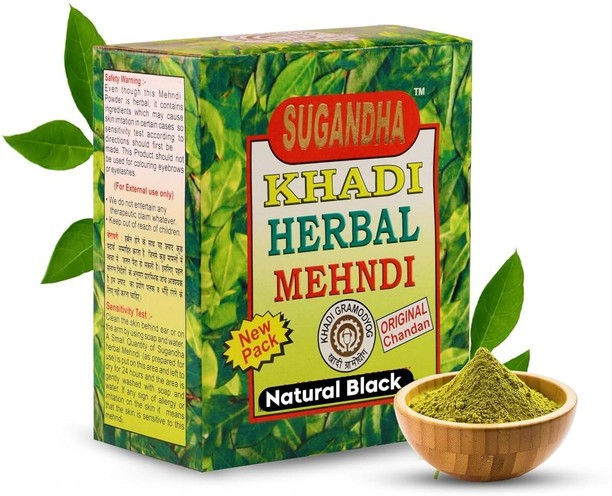 Safety Warning :-
Even though this Mehndi
Powder is herbal, it contains
ingredients which may cause
skin irritation in certain cases so
sensitivity test according to
directions should first be
made. This Product should not
be used for colouring eyebrows
or eyelashes.
(For External use only)
• We do not entertain any
therapeutic claim whatever.
• Keep out of reach of children.
Sensitivity Test :-
Clean the skin behind ear or on
the arm by using soap and water.
A Small Quantity of Sugandha
herbal Mehndi (as prepared for
use) is put on this area and left to
dry for 24 hours and the area is
gently washed with soap and
water. If any sign of allergy or
irritation on the skin it means
that the skin is sensitive to this
mehndi.
SUGANDHA TM
KHADI
HERBAL
MEHNDI
New
Pack
KHADI GRAMODYOG
खादी ग्रामोद्योग
ORIGINAL
Chandan
Natural Black